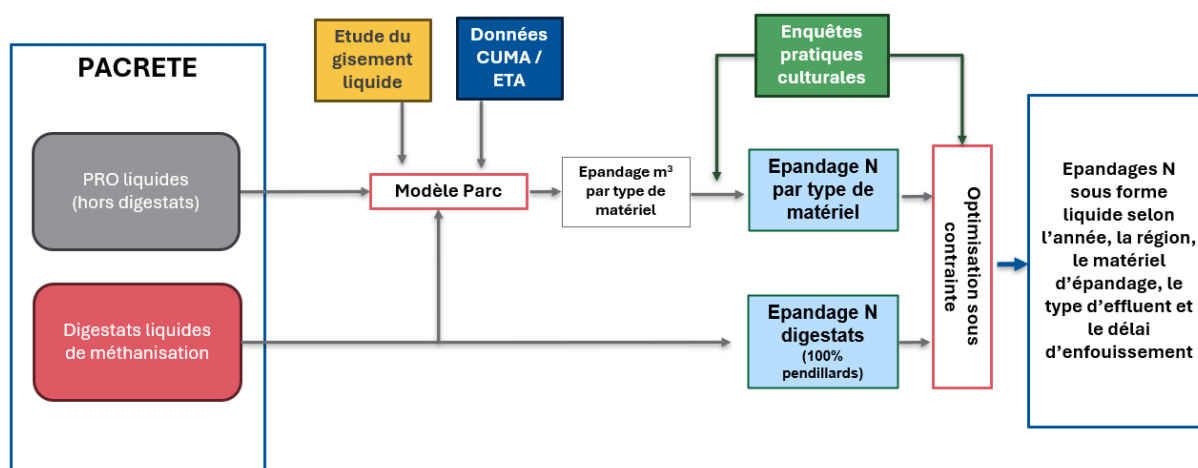 PACRETE
PRO liquides
(hors digestats)
Digestats liquides
de méthanisation
Etude du
gisement
liquide
Données
CUMA /
ETA
Modèle Parc
Epandage m³
par type de
matériel
Enquêtes
pratiques
culturales
Epandage N
par type de
matériel
Epandage N
digestats
(100%
pendillards)
Optimisation sous
contrainte
Epandages N
sous forme
liquide selon
l’année, la région,
le matériel
d’épandage, le
type d’effluent et
le délai
d’enfouissement